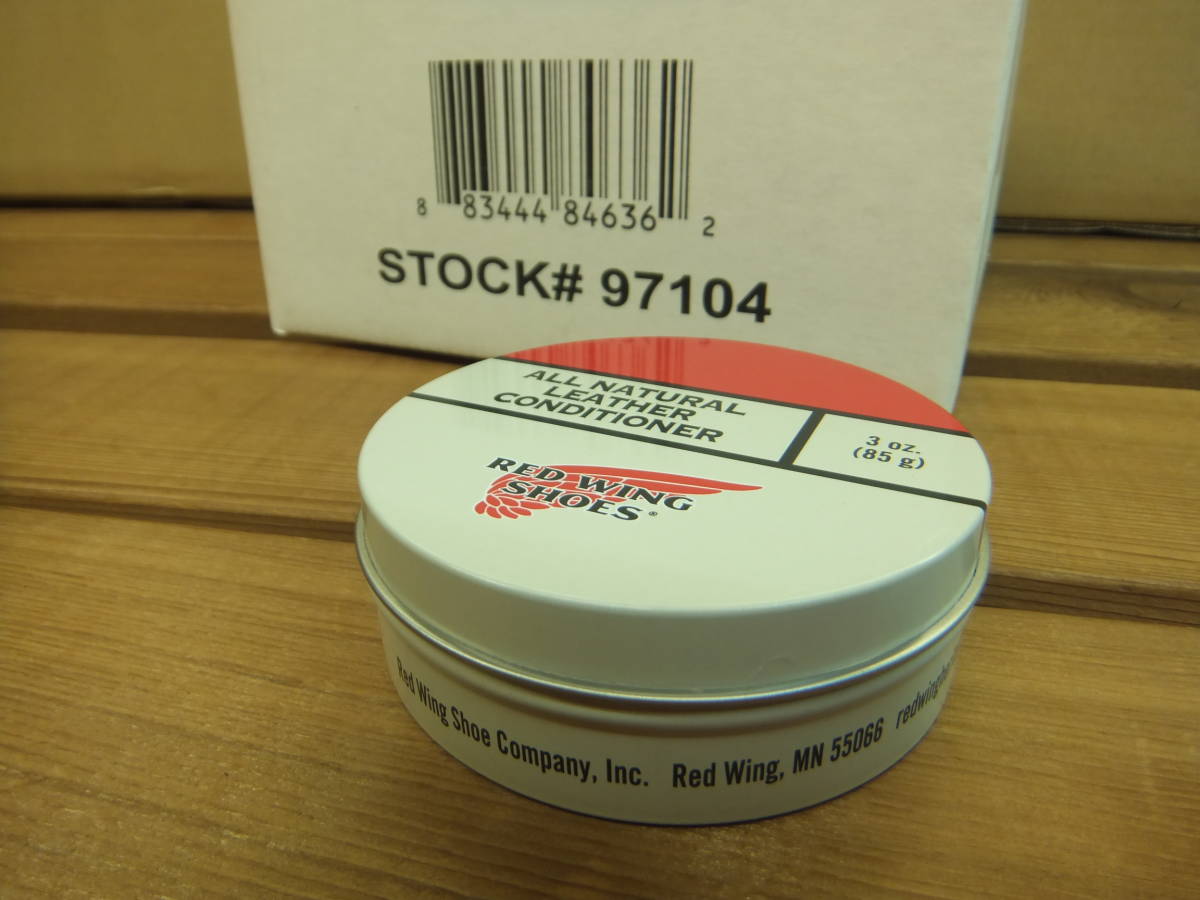 8 83444 84636 2
STOCK# 97104
ALL NATURAL
LEATHER
CONDITIONER
3 oz.
(85 g)
RED WING
SHOES®
Red Wing Shoe Company, Inc. Red Wing, MN 55066